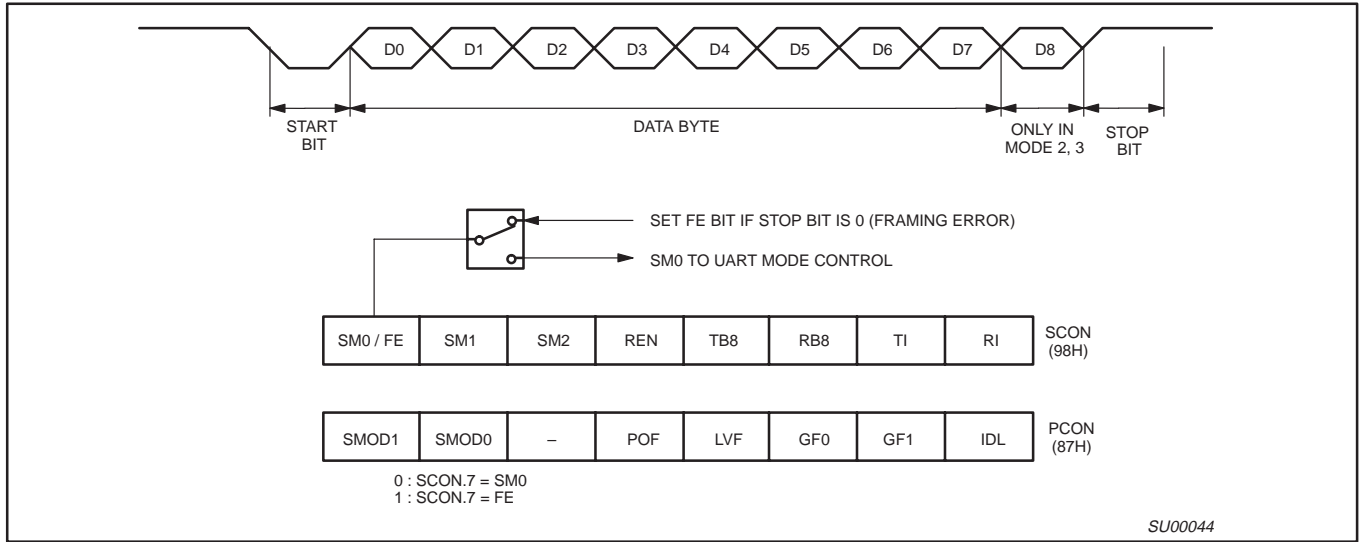 D0 D1 D2 D3 D4 D5 D6 D7 D8
START
BIT
DATA BYTE
ONLY IN
MODE 2, 3
STOP
BIT
SET FE BIT IF STOP BIT IS 0 (FRAMING ERROR)
SM0 TO UART MODE CONTROL
SM0 / FE SM1 SM2 REN TB8 RB8 TI RI
SCON
(98H)
SMOD1 SMOD0 – POF LVF GF0 GF1 IDL
PCON
(87H)
0 : SCON.7 = SM0
1 : SCON.7 = FE
SU00044